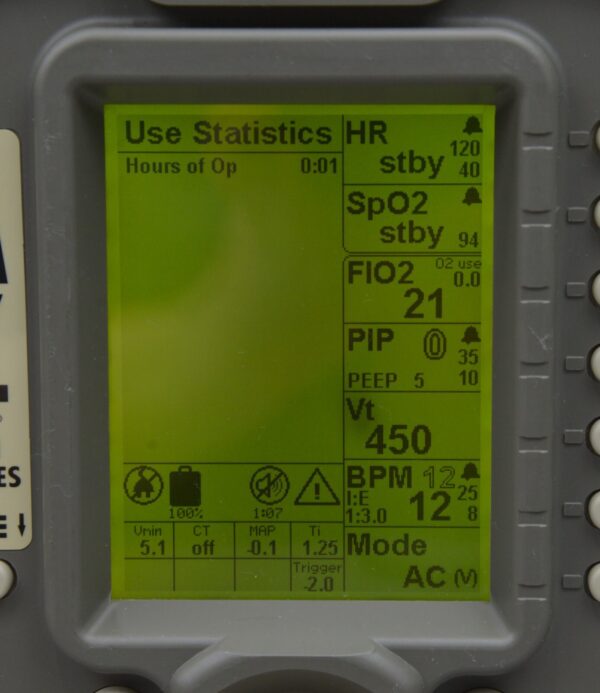 Use Statistics
Hours of Op 0:01
HR 120
stby 40
SpO2
stby 94
FIO2 O2 use
0.0
21
PIP 0 35
PEEP 5 10
Vt
450
BPM 12 25
I:E 12 8
1:3.0
Mode
AC (V)
100% 1:07
Vmin CT MAP Ti
5.1 off -0.1 1.25
Trigger
-2.0
A
ES
E